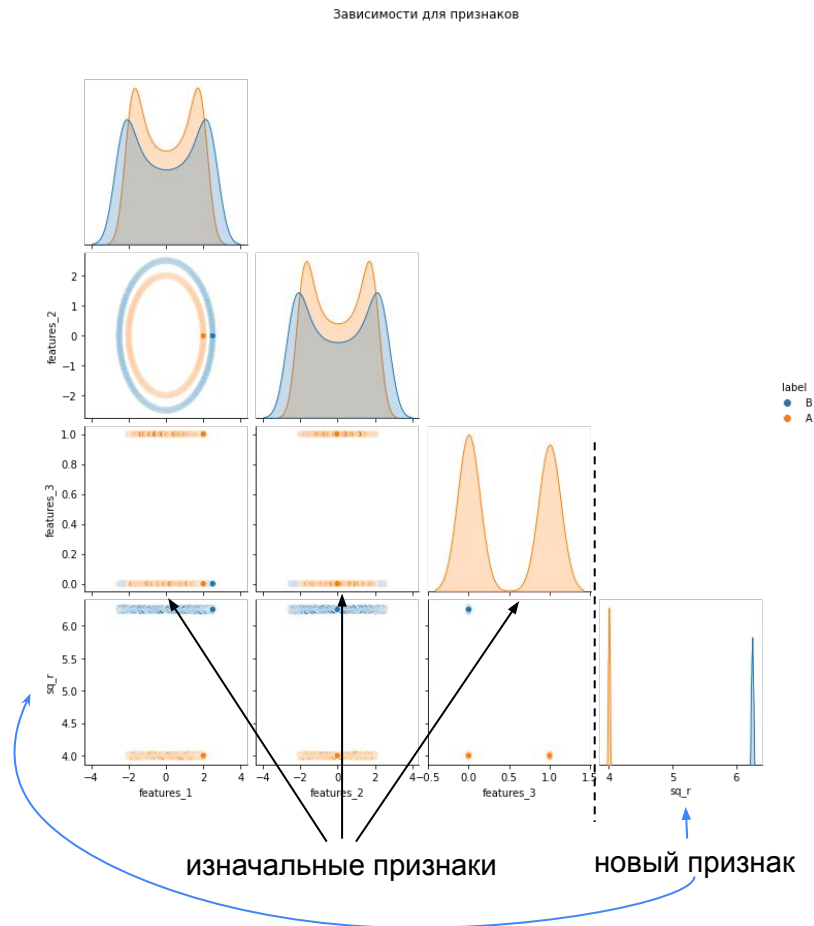 Зависимости для признаков
features_2
2
1
0
−1
−2
label
B
A
features_3
1.0
0.8
0.6
0.4
0.2
0.0
sq_r
6.0
5.5
5.0
4.5
4.0
−4 −2 0 2 4
features_1
−4 −2 0 2 4
features_2
−0.5 0.0 0.5 1.0 1.5
features_3
4 5 6
sq_r
изначальные признаки
новый признак